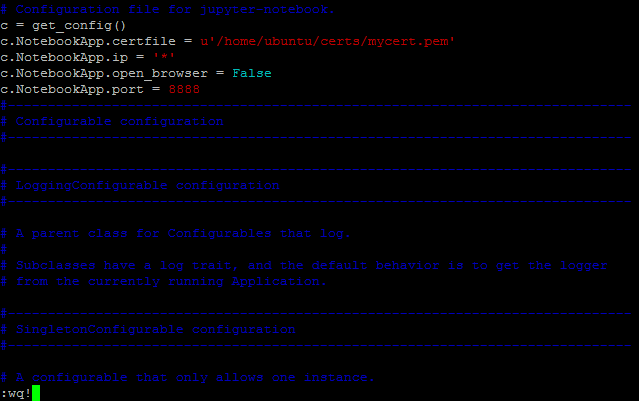 # Configuration file for jupyter-notebook.
c = get_config()
c.NotebookApp.certfile = u'/home/ubuntu/certs/mycert.pem'
c.NotebookApp.ip = '*'
c.NotebookApp.open_browser = False
c.NotebookApp.port = 8888
#------------------------------------------------------------------------------
# Configurable configuration
#------------------------------------------------------------------------------
#------------------------------------------------------------------------------
# LoggingConfigurable configuration
#------------------------------------------------------------------------------
# A parent class for Configurables that log.
#
# Subclasses have a log trait, and the default behavior is to get the logger
# from the currently running Application.
#------------------------------------------------------------------------------
# SingletonConfigurable configuration
#------------------------------------------------------------------------------
# A configurable that only allows one instance.
:wq!